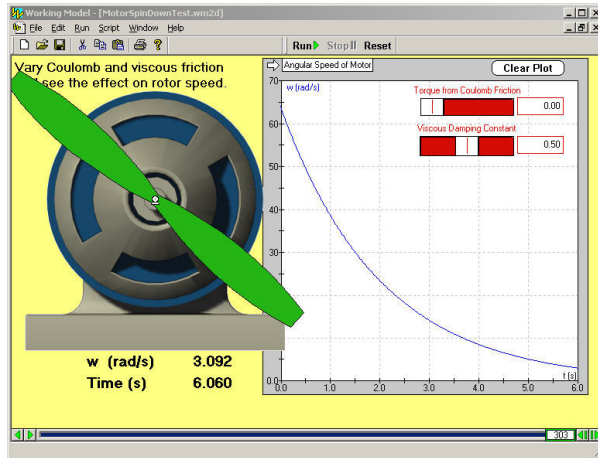 Working Model - [MotorSpinDownTest.wm2d]
File Edit Run Script Window Help
Run Stop Reset
Vary Coulomb and viscous friction
see the effect on rotor speed.
Angular Speed of Motor
Clear Plot
70
w (rad/s)
Torque from Coulomb Friction
0.00
60
Viscous Damping Constant
0.50
50
40
30
t (s)
0.0
0.0 1.0 2.0 3.0 4.0 5.0 6.0
w (rad/s) 3.092
Time (s) 6.060
303